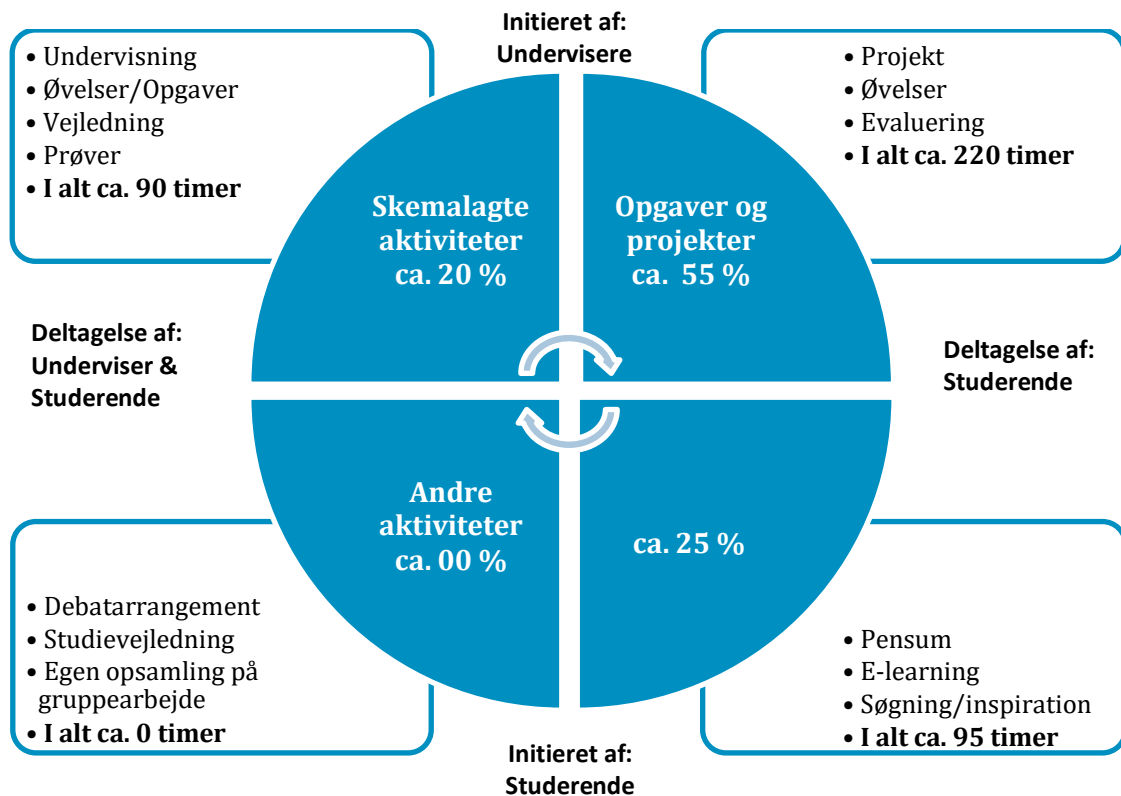 Initieret af:
Undervisere
• Undervisning
• Øvelser/Opgaver
• Vejledning
• Prøver
• I alt ca. 90 timer
• Projekt
• Øvelser
• Evaluering
• I alt ca. 220 timer
Skemalagte
aktiviteter
ca. 20 %
Opgaver og
projekter
ca.  55 %
Deltagelse af:
Underviser &
Studerende
Deltagelse af:
Studerende
Andre
aktiviteter
ca. 00 %
ca. 25 %
• Debatarrangement
• Studievejledning
• Egen opsamling på
gruppearbejde
• I alt ca. 0 timer
• Pensum
• E-learning
• Søgning/inspiration
• I alt ca. 95 timer
Initieret af:
Studerende